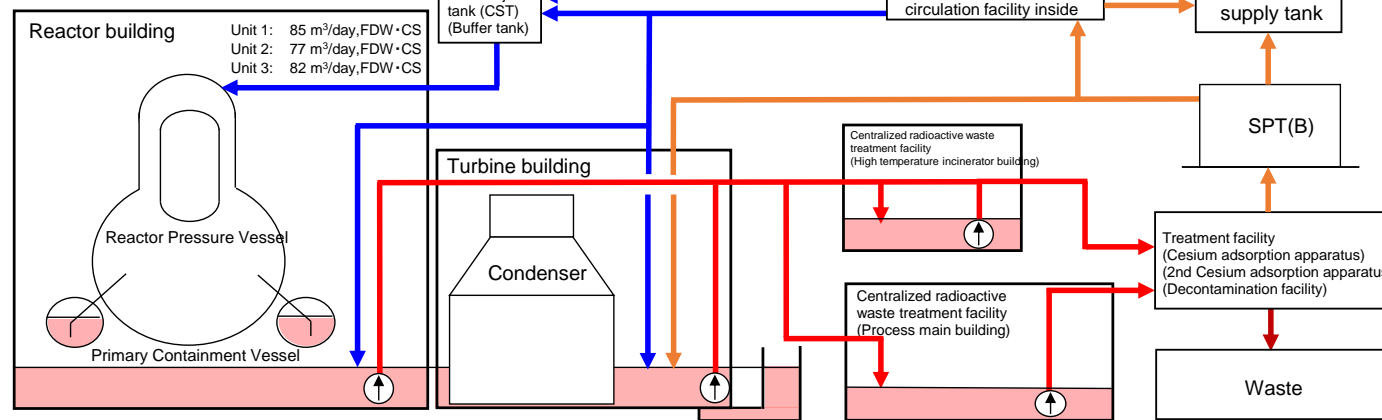 tank (CST)
(Buffer tank)
circulation facility inside
supply tank
Reactor building
Unit 1: 85 m³/day,FDW・CS
Unit 2: 77 m³/day,FDW・CS
Unit 3: 82 m³/day,FDW・CS
SPT(B)
Centralized radioactive waste
treatment facility
(High temperature incinerator building)
Turbine building
Reactor Pressure Vessel
Condenser
Treatment facility
(Cesium adsorption apparatus)
(2nd Cesium adsorption apparatus
(Decontamination facility)
Centralized radioactive
waste treatment facility
(Process main building)
Primary Containment Vessel
Waste